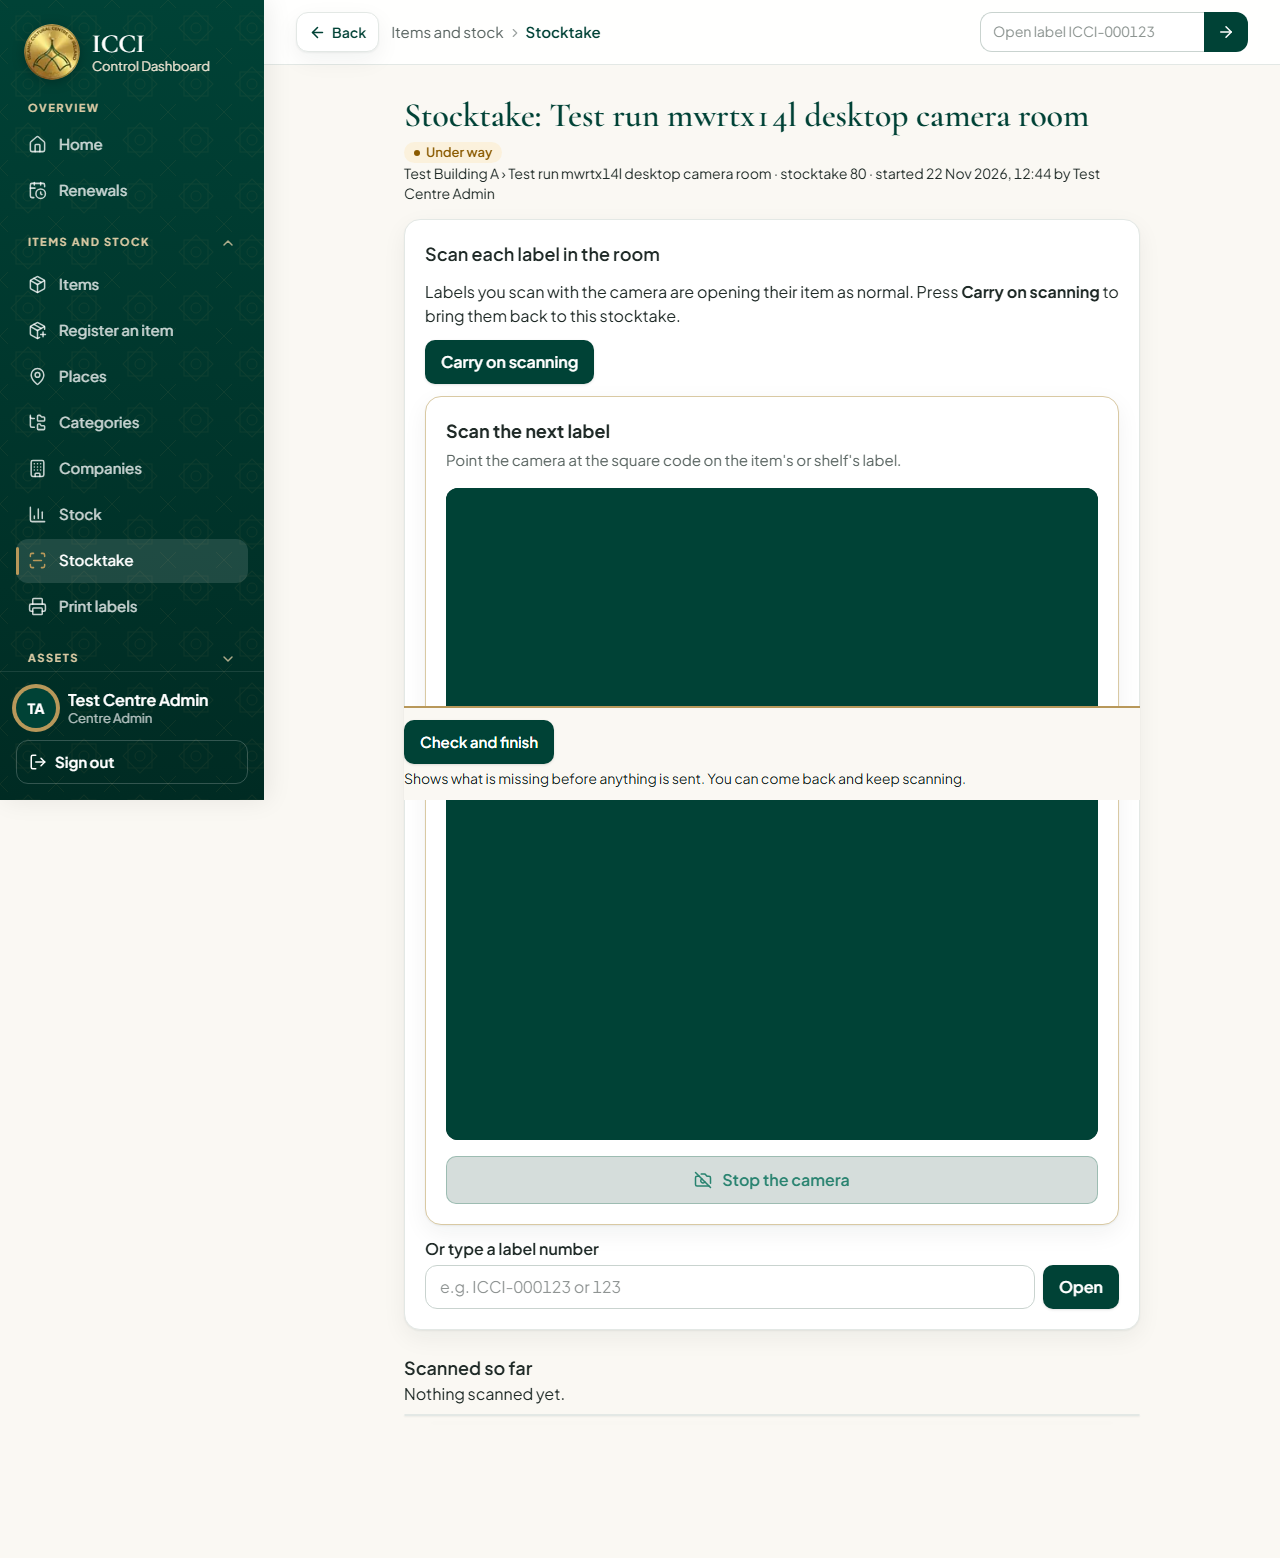 ICCI
Control Dashboard
OVERVIEW
Home
Renewals
ITEMS AND STOCK
Items
Register an item
Places
Categories
Companies
Stock
Stocktake
Print labels
ASSETS
TA
Test Centre Admin
Centre Admin
Sign out
Back
Items and stock › Stocktake
Open label ICCI-000123
Stocktake: Test run mwrtx14l desktop camera room
Under way
Test Building A › Test run mwrtx14l desktop camera room · stocktake 80 · started 22 Nov 2026, 12:44 by Test
Centre Admin
Scan each label in the room
Labels you scan with the camera are opening their item as normal. Press Carry on scanning to
bring them back to this stocktake.
Carry on scanning
Scan the next label
Point the camera at the square code on the item's or shelf's label.
Check and finish
Shows what is missing before anything is sent. You can come back and keep scanning.
Stop the camera
Or type a label number
e.g. ICCI-000123 or 123
Open
Scanned so far
Nothing scanned yet.